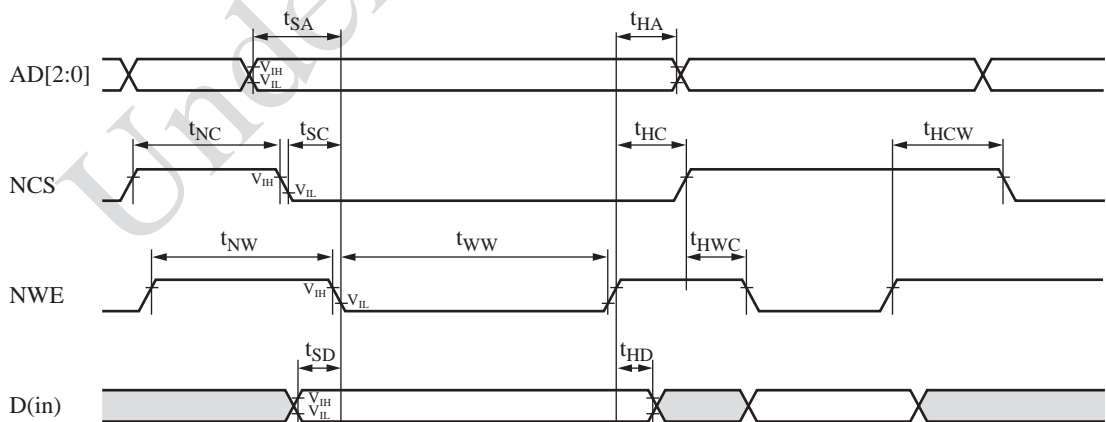 tSA
tHA
AD[2:0]
VIH
VIL
tNC
tSC
tHC
tHCW
NCS
VIH
VIL
tNW
tWW
tHWC
NWE
VIH
VIL
tSD
tHD
D(in)
VIH
VIL